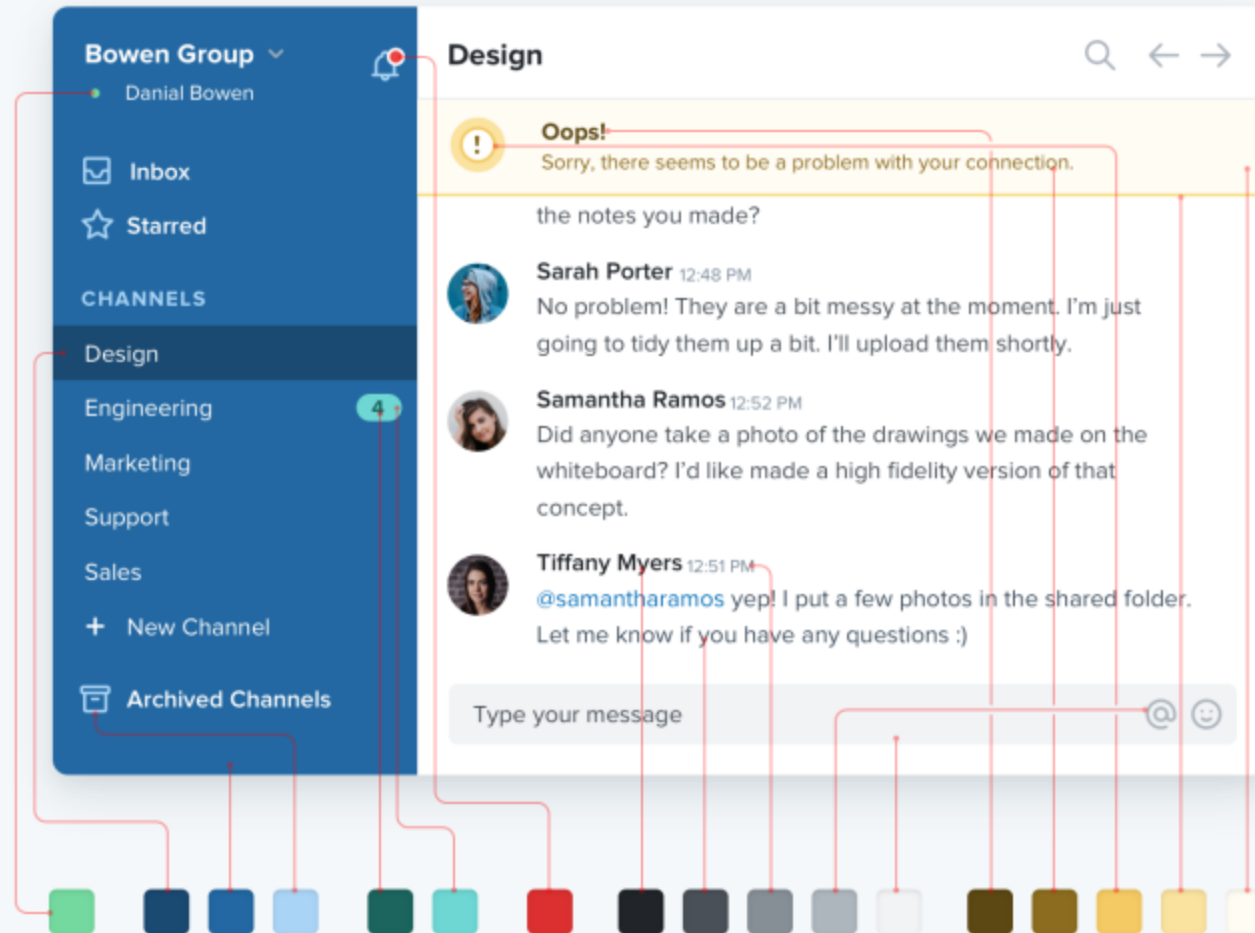 Bowen Group
Danial Bowen
Inbox
Starred
CHANNELS
Design
Engineering 4
Marketing
Support
Sales
+ New Channel
Archived Channels
Design
!
Oops!
Sorry, there seems to be a problem with your connection.
the notes you made?
Sarah Porter 12:48 PM
No problem! They are a bit messy at the moment. I’m just
going to tidy them up a bit. I’ll upload them shortly.
Samantha Ramos 12:52 PM
Did anyone take a photo of the drawings we made on the
whiteboard? I’d like made a high fidelity version of that
concept.
Tiffany Myers 12:51 PM
@samantharamos yep! I put a few photos in the shared folder.
Let me know if you have any questions :)
Type your message @